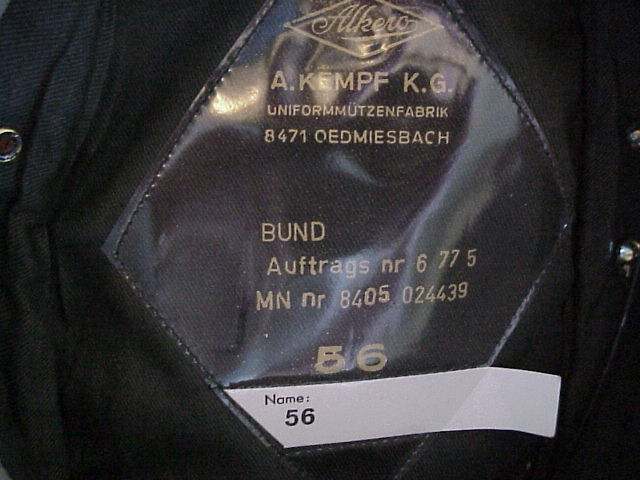 Alkero
A.KEMPF K.G.
UNIFORMMÜTZENFABRIK
8471 OEDMIESBACH
BUND
Auftrags nr 6 77 5
MN nr 8405 024439
56
Name:
56